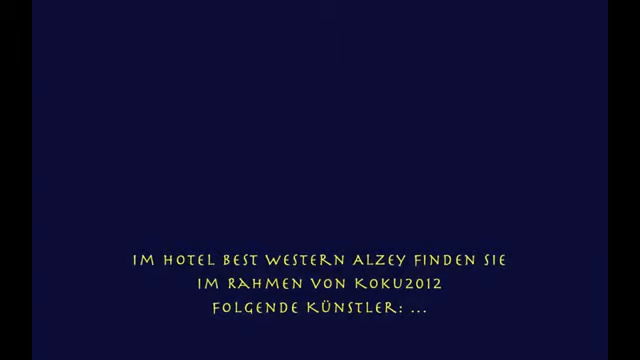 IM HOTEL BEST WESTERN ALZEY FINDEN SIE
IM RAHMEN VON KOKU2012
FOLGENDE KÜNSTLER: ...